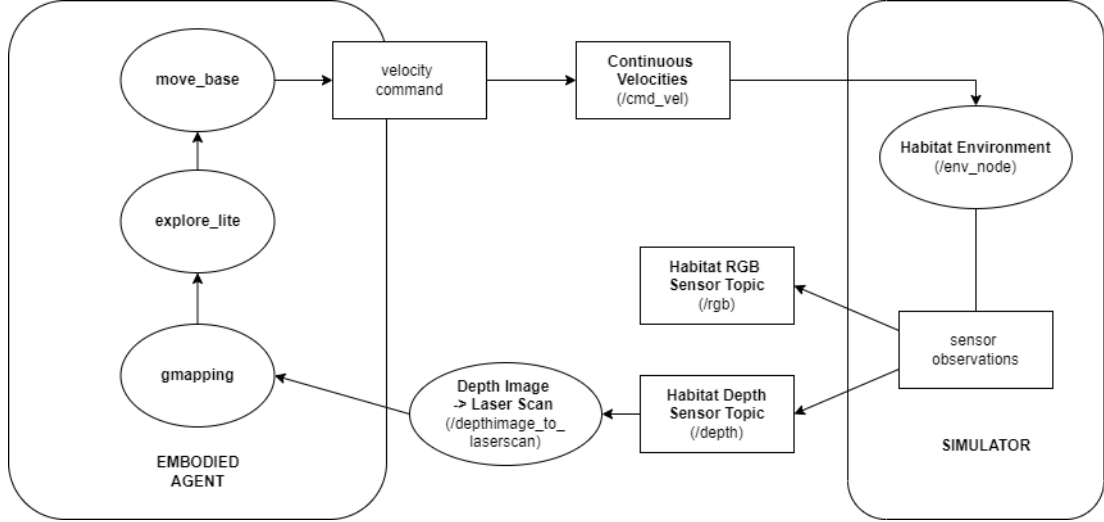 move_base
velocity
command
Continuous
Velocities
(/cmd_vel)
Habitat Environment
(/env_node)
explore_lite
Habitat RGB
Sensor Topic
(/rgb)
sensor
observations
gmapping
Depth Image
-> Laser Scan
(/depthimage_to_
laserscan)
Habitat Depth
Sensor Topic
(/depth)
EMBODIED
AGENT
SIMULATOR